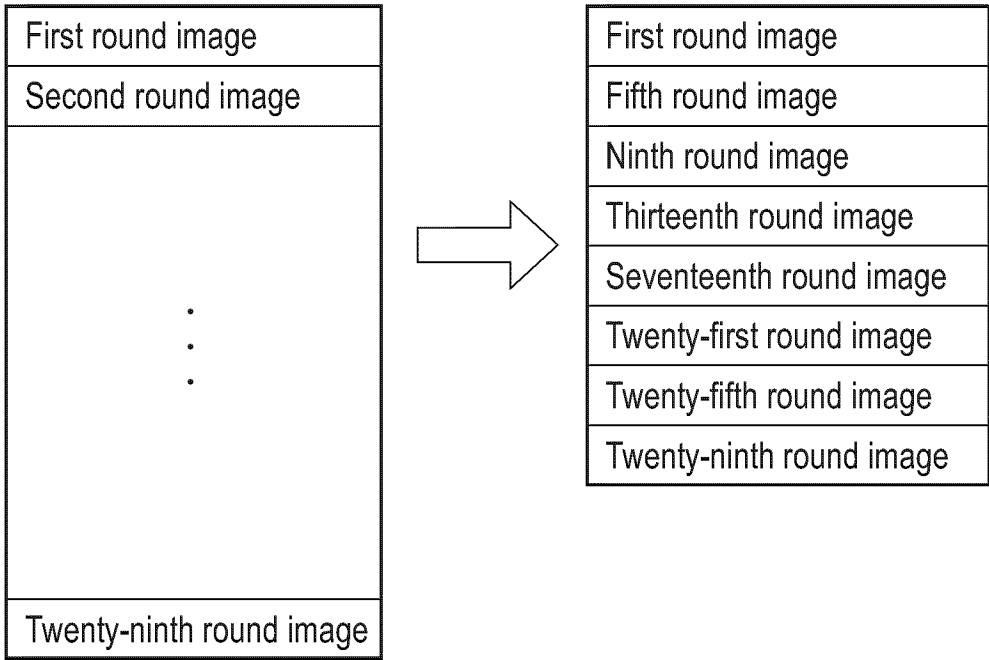 First round image
Second round image
Twenty-ninth round image
First round image
Fifth round image
Ninth round image
Thirteenth round image
Seventeenth round image
Twenty-first round image
Twenty-fifth round image
Twenty-ninth round image